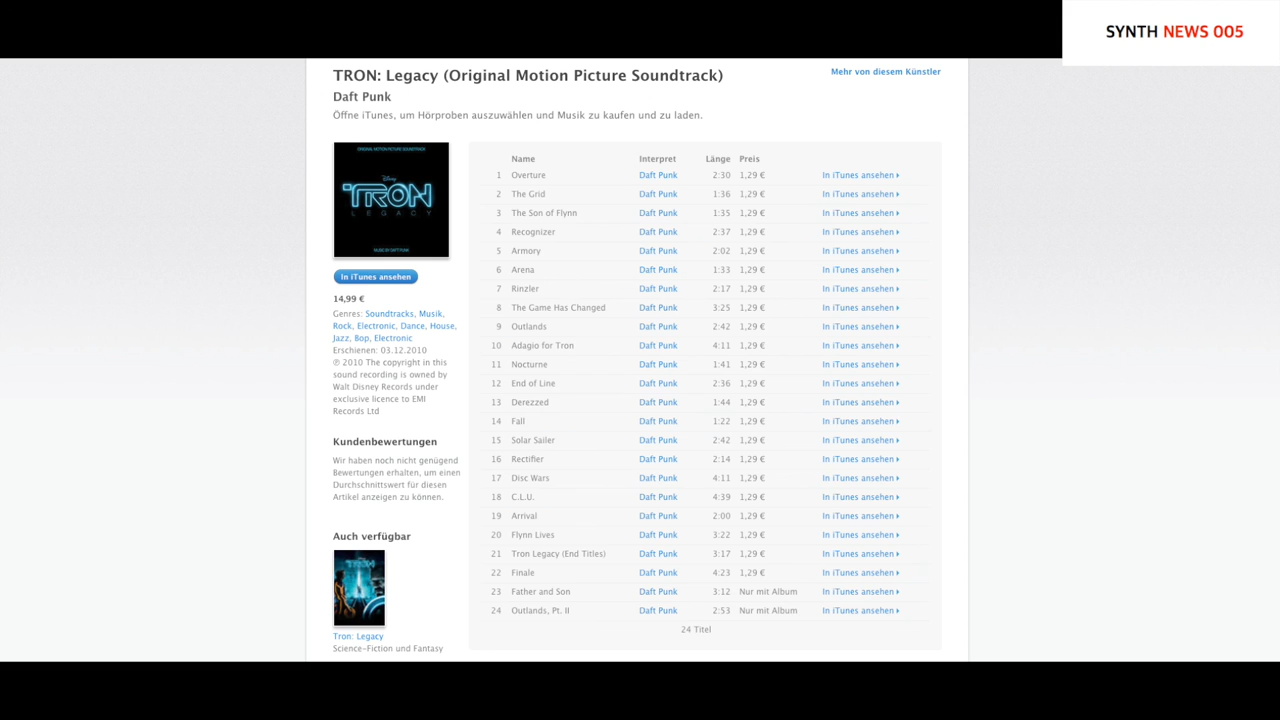 SYNTH NEWS 005
TRON: Legacy (Original Motion Picture Soundtrack)
Mehr von diesem Künstler
Daft Punk
Öffne iTunes, um Hörproben auszuwählen und Musik zu kaufen und zu laden.
ORIGINAL MOTION PICTURE SOUNDTRACK
Disney
TRON
LEGACY
MUSIC BY DAFT PUNK
In iTunes ansehen
14,99 €
Genres: Soundtracks, Musik,
Rock, Electronic, Dance, House,
Jazz, Bop, Electronic
Erschienen: 03.12.2010
℗ 2010 The copyright in this
sound recording is owned by
Walt Disney Records under
exclusive licence to EMI
Records Ltd
Kundenbewertungen
Wir haben noch nicht genügend
Bewertungen erhalten, um einen
Durchschnittswert für diesen
Artikel anzeigen zu können.
Auch verfügbar
TRON
Tron: Legacy
Science-Fiction und Fantasy
Name Interpret Länge Preis
1 Overture Daft Punk 2:30 1,29 € In iTunes ansehen
2 The Grid Daft Punk 1:36 1,29 € In iTunes ansehen
3 The Son of Flynn Daft Punk 1:35 1,29 € In iTunes ansehen
4 Recognizer Daft Punk 2:37 1,29 € In iTunes ansehen
5 Armory Daft Punk 2:02 1,29 € In iTunes ansehen
6 Arena Daft Punk 1:33 1,29 € In iTunes ansehen
7 Rinzler Daft Punk 2:17 1,29 € In iTunes ansehen
8 The Game Has Changed Daft Punk 3:25 1,29 € In iTunes ansehen
9 Outlands Daft Punk 2:42 1,29 € In iTunes ansehen
10 Adagio for Tron Daft Punk 4:11 1,29 € In iTunes ansehen
11 Nocturne Daft Punk 1:41 1,29 € In iTunes ansehen
12 End of Line Daft Punk 2:36 1,29 € In iTunes ansehen
13 Derezzed Daft Punk 1:44 1,29 € In iTunes ansehen
14 Fall Daft Punk 1:22 1,29 € In iTunes ansehen
15 Solar Sailer Daft Punk 2:42 1,29 € In iTunes ansehen
16 Rectifier Daft Punk 2:14 1,29 € In iTunes ansehen
17 Disc Wars Daft Punk 4:11 1,29 € In iTunes ansehen
18 C.L.U. Daft Punk 4:39 1,29 € In iTunes ansehen
19 Arrival Daft Punk 2:00 1,29 € In iTunes ansehen
20 Flynn Lives Daft Punk 3:22 1,29 € In iTunes ansehen
21 Tron Legacy (End Titles) Daft Punk 3:17 1,29 € In iTunes ansehen
22 Finale Daft Punk 4:23 1,29 € In iTunes ansehen
23 Father and Son Daft Punk 3:12 Nur mit Album In iTunes ansehen
24 Outlands, Pt. II Daft Punk 2:53 Nur mit Album In iTunes ansehen
24 Titel